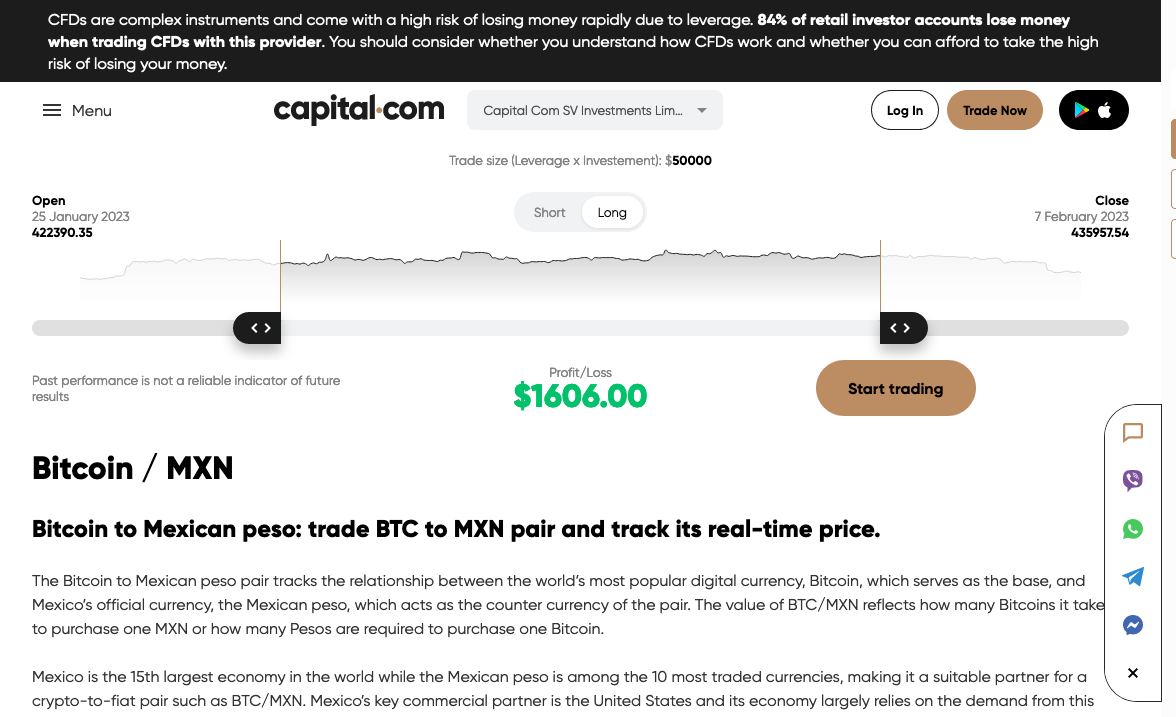 CFDs are complex instruments and come with a high risk of losing money rapidly due to leverage. 84% of retail investor accounts lose money
when trading CFDs with this provider. You should consider whether you understand how CFDs work and whether you can afford to take the high
risk of losing your money.
Menu
capital.com
Capital Com SV Investments Lim...
Log In
Trade Now
Trade size (Leverage x Investement): $50000
Open
25 January 2023
422390.35
Short
Long
Close
7 February 2023
435957.54
Past performance is not a reliable indicator of future
results
Profit/Loss
$1606.00
Start trading
Bitcoin / MXN
Bitcoin to Mexican peso: trade BTC to MXN pair and track its real-time price.
The Bitcoin to Mexican peso pair tracks the relationship between the world’s most popular digital currency, Bitcoin, which serves as the base, and
Mexico’s official currency, the Mexican peso, which acts as the counter currency of the pair. The value of BTC/MXN reflects how many Bitcoins it take
to purchase one MXN or how many Pesos are required to purchase one Bitcoin.
Mexico is the 15th largest economy in the world while the Mexican peso is among the 10 most traded currencies, making it a suitable partner for a
crypto-to-fiat pair such as BTC/MXN. Mexico’s key commercial partner is the United States and its economy largely relies on the demand from this